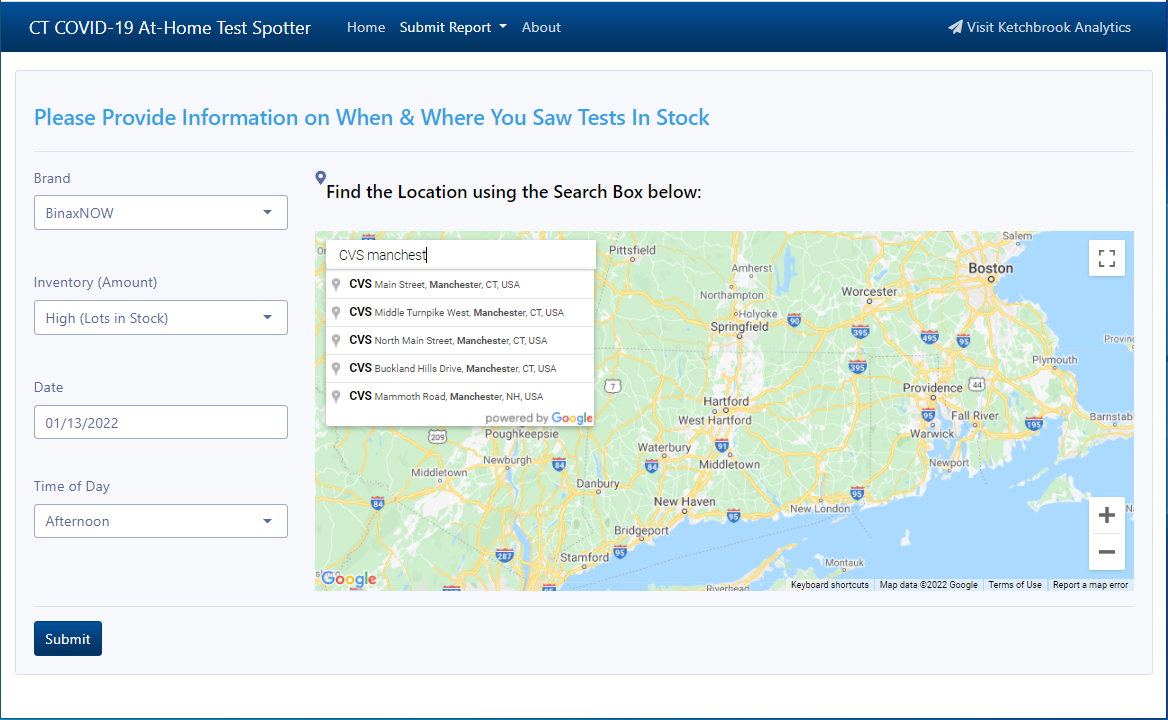 CT COVID-19 At-Home Test Spotter Home Submit Report About Visit Ketchbrook Analytics
Please Provide Information on When & Where You Saw Tests In Stock
Brand
BinaxNOW
Inventory (Amount)
High (Lots in Stock)
Date
01/13/2022
Time of Day
Afternoon
Find the Location using the Search Box below:
CVS manchest
CVS Main Street, Manchester, CT, USA
CVS Middle Turnpike West, Manchester, CT, USA
CVS North Main Street, Manchester, CT, USA
CVS Buckland Hills Drive, Manchester, CT, USA
CVS Mammoth Road, Manchester, NH, USA
powered by Google
Pittsfield
Salem
Boston
Amherst
Northampton
Worcester
Holyoke
Springfield
90
395
495
95
Plymouth
395
7
Providence
44
Hartford
West Hartford
95
Fall River
195
Barnstab
209
Poughkeepsie
Warwick
Waterbury
91
Middletown
Newburgh
84
84
Newport
Middletown
Danbury
84
New Haven
95
95
New London
Bridgeport
287
Stamford
95
Montauk
Riverhead
Google
Keyboard shortcuts Map data ©2022 Google Terms of Use Report a map error
Submit